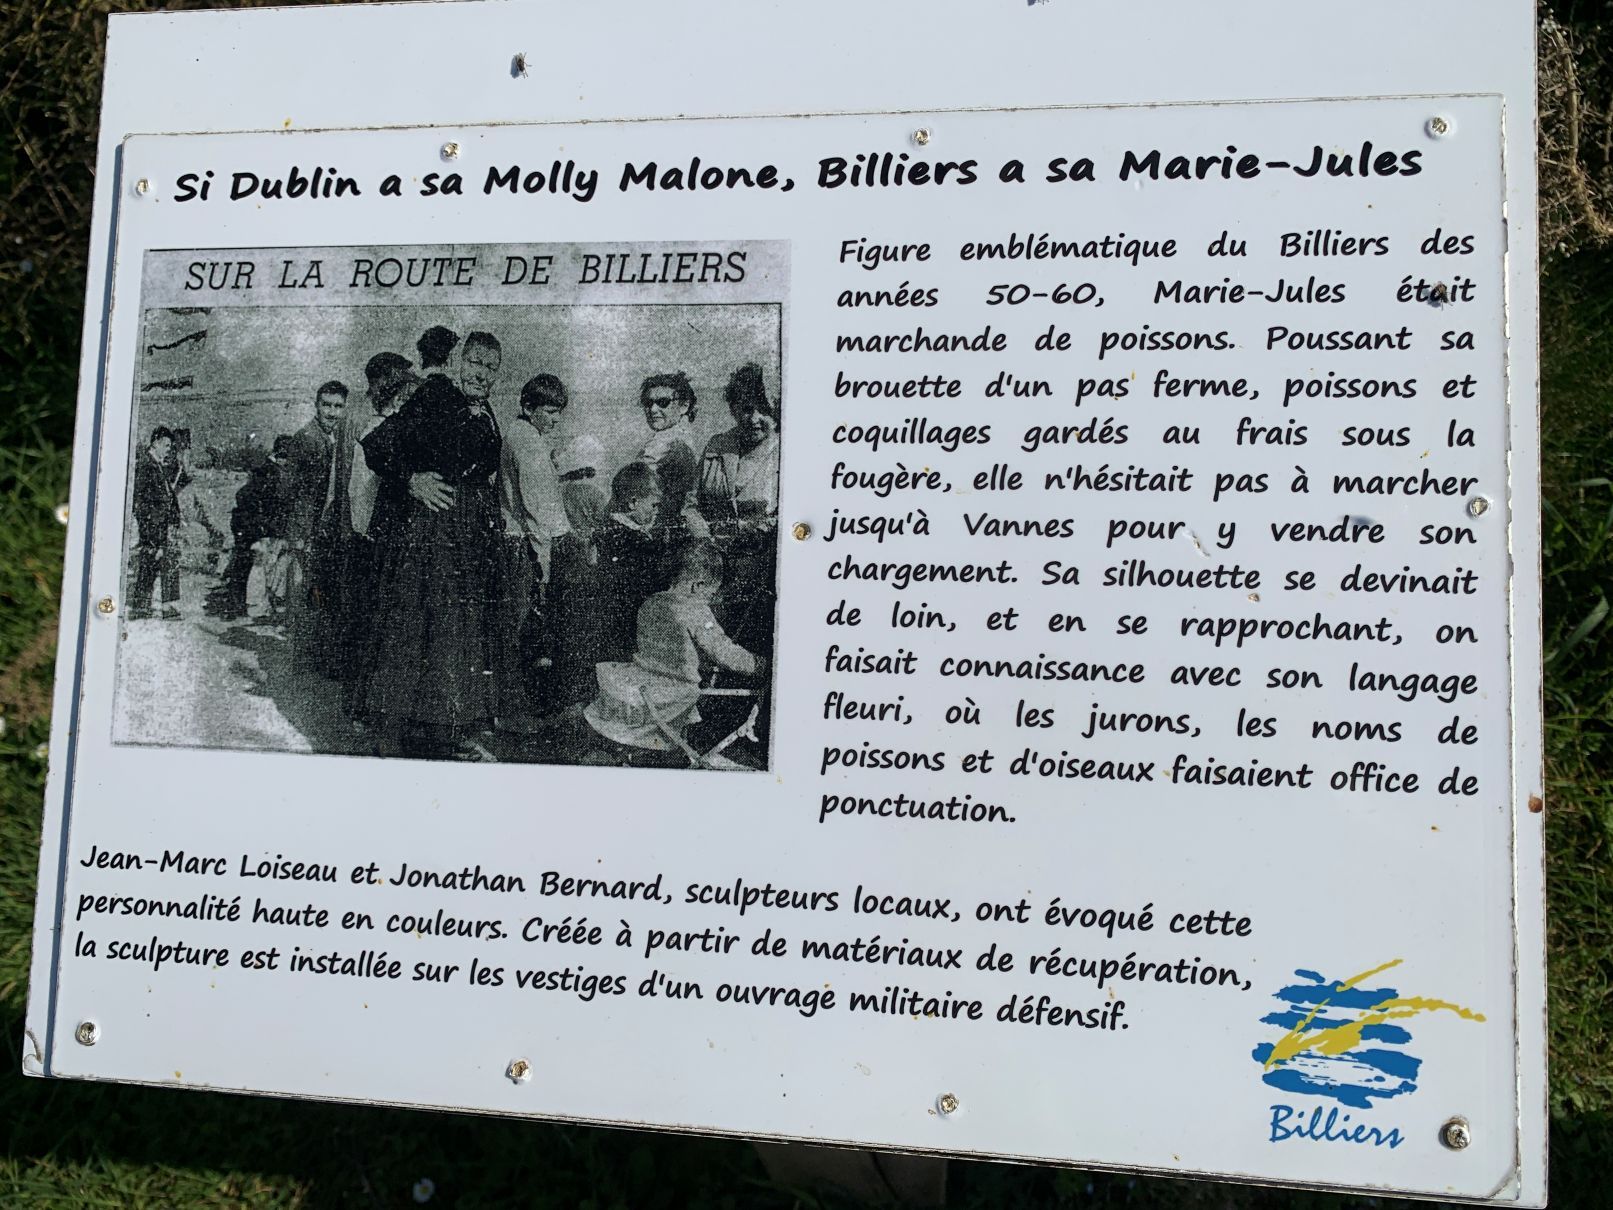 Si Dublin a sa Molly Malone, Billiers a sa Marie-Jules
SUR LA ROUTE DE BILLIERS
Figure emblématique du Billiers des
années 50-60, Marie-Jules était
marchande de poissons. Poussant sa
brouette d'un pas ferme, poissons et
coquillages gardés au frais sous la
fougère, elle n'hésitait pas à marcher
jusqu'à Vannes pour y vendre son
chargement. Sa silhouette se devinait
de loin, et en se rapprochant, on
faisait connaissance avec son langage
fleuri, où les jurons, les noms de
poissons et d'oiseaux faisaient office de
ponctuation.
Jean-Marc Loiseau et Jonathan Bernard, sculpteurs locaux, ont évoqué cette
personnalité haute en couleurs. Créée à partir de matériaux de récupération,
la sculpture est installée sur les vestiges d'un ouvrage militaire défensif.
Billiers